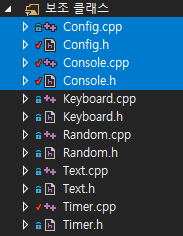 보조 클래스
Config.cpp
Config.h
Console.cpp
Console.h
Keyboard.cpp
Keyboard.h
Random.cpp
Random.h
Text.cpp
Text.h
Timer.cpp
Timer.h